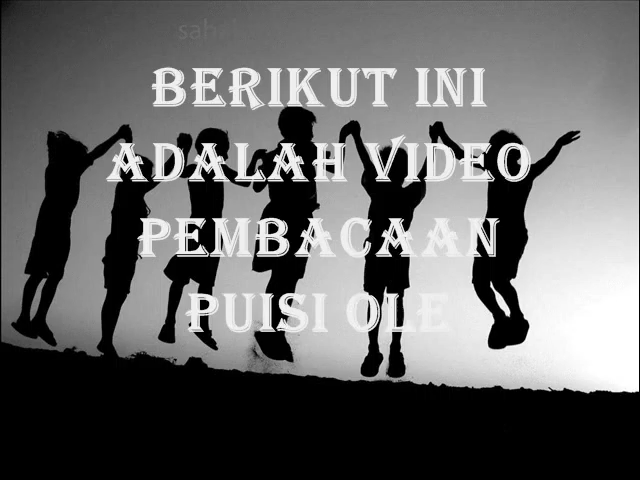 BERIKUT INI
ADALAH VIDEO
PEMBACAAN
PUISI OLE